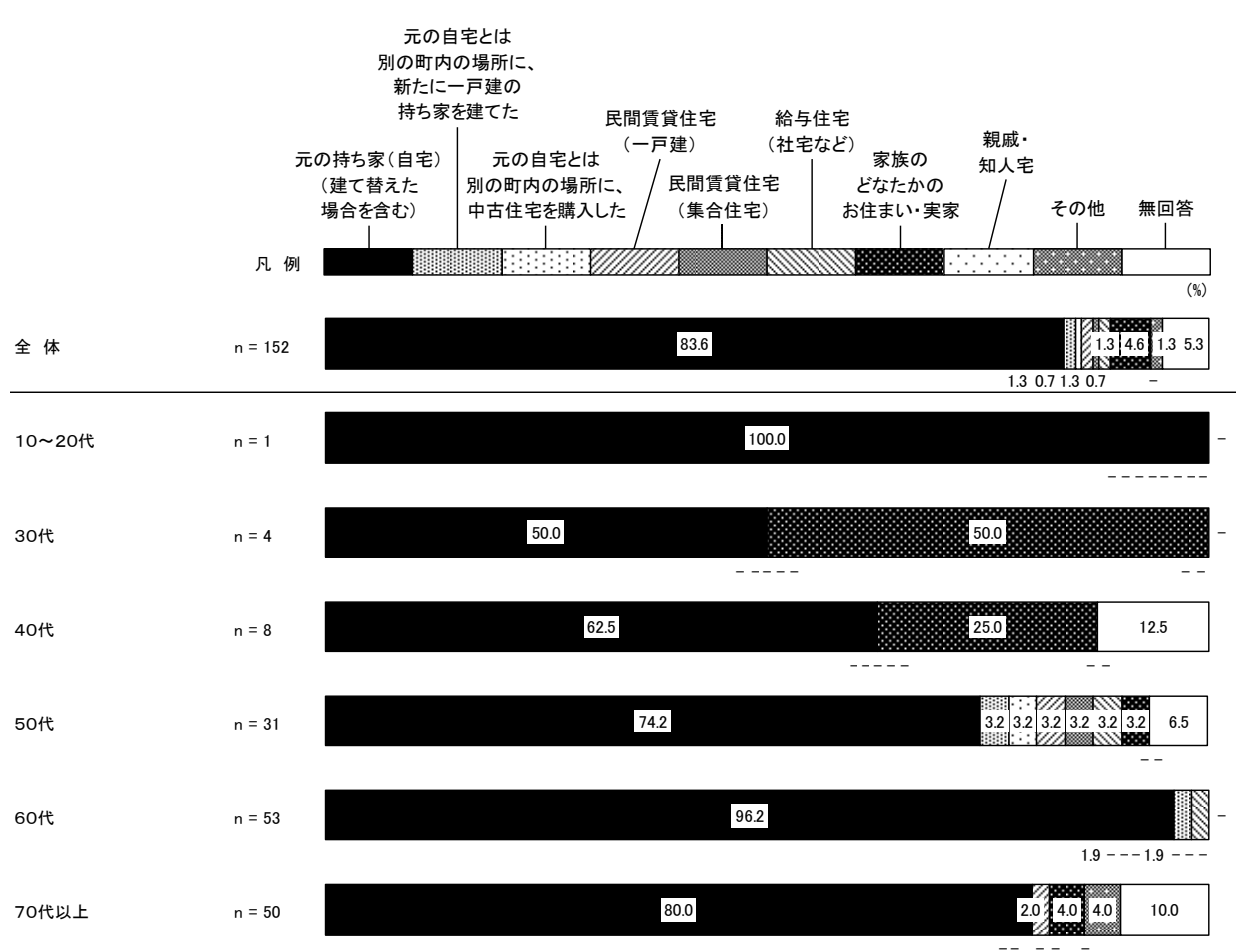 元の自宅とは
別の町内の場所に、
新たに一戸建の
持ち家を建てた
民間賃貸住宅
（一戸建）
給与住宅
（社宅など）
親戚・
知人宅
元の持ち家（自宅）
（建て替えた
場合を含む）
元の自宅とは
別の町内の場所に、
中古住宅を購入した
民間賃貸住宅
（集合住宅）
家族の
どなたかの
お住まい・実家
その他
無回答
凡 例
(%)
全 体 n = 152 83.6 1.3 4.6 1.3 5.3
1.3 0.7 1.3 0.7 －
10～20代 n = 1 100.0 －
－－－－－－－－
30代 n = 4 50.0 50.0 －
－－－－－ －－
40代 n = 8 62.5 25.0 12.5
－－－－－ －－
50代 n = 31 74.2 3.2 3.2 3.2 3.2 3.2 3.2 6.5
－－
60代 n = 53 96.2 －
1.9 －－－ 1.9 －－－
70代以上 n = 50 80.0 2.0 4.0 4.0 10.0
－－ －－ －